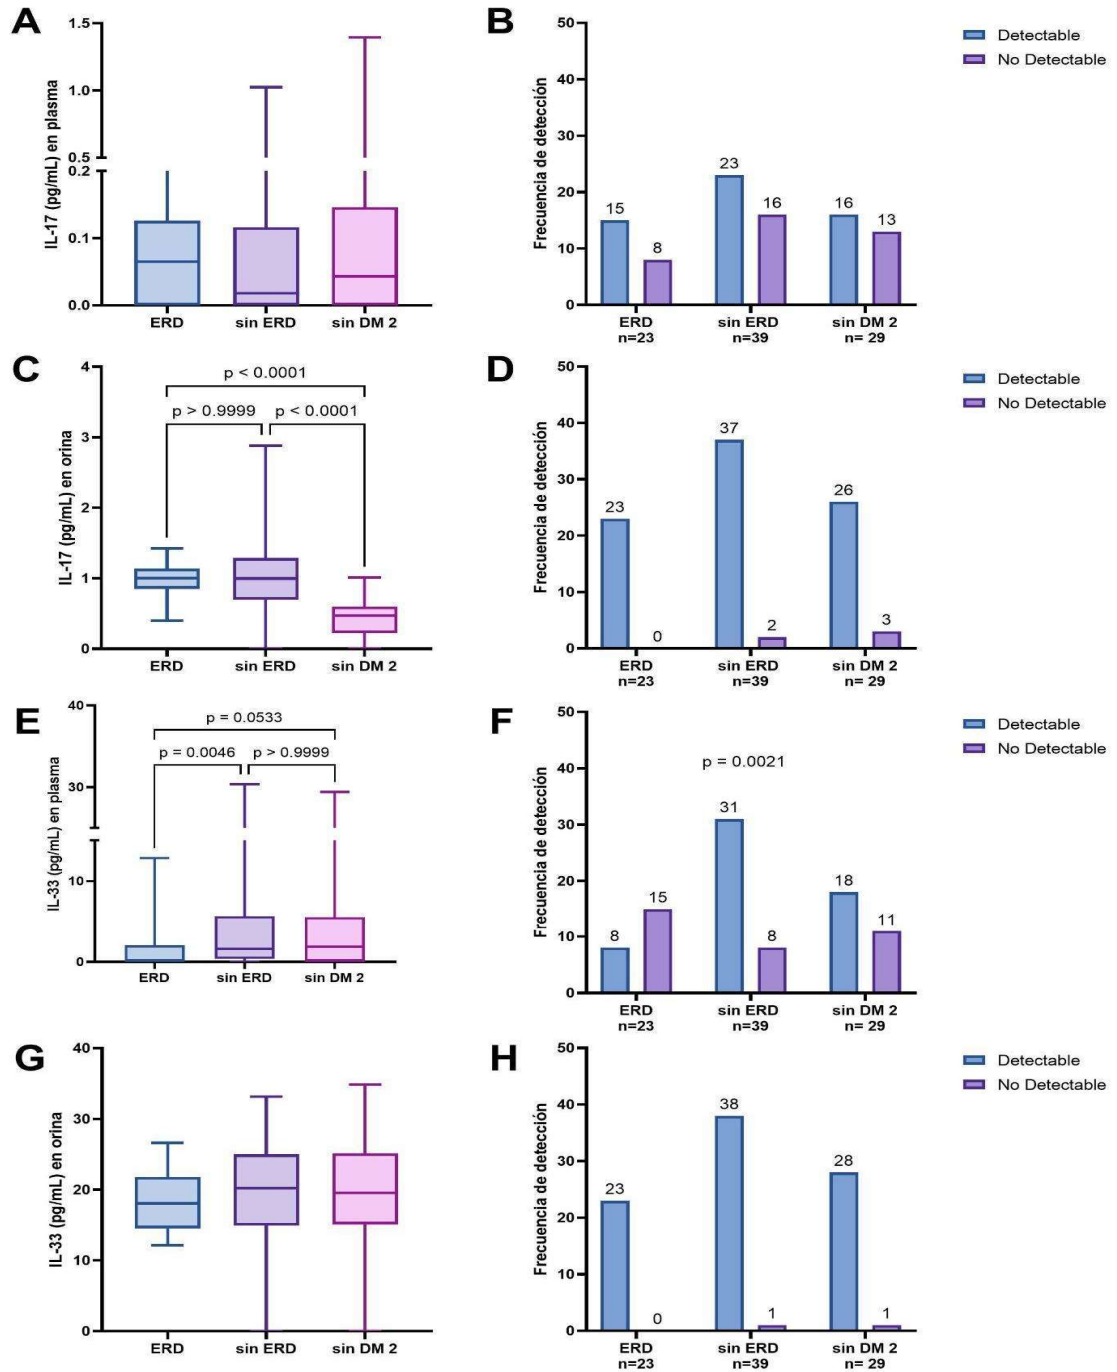 A
IL-17 (pg/mL) en plasma
1.5
1.0
0.5
0.2
0.1
0.0
ERD
sin ERD
sin DM 2
B
Frecuencia de detección
50
40
30
20
10
0
15
8
23
16
16
13
ERD
n=23
sin ERD
n=39
sin DM 2
n= 29
Detectable
No Detectable
C
IL-17 (pg/mL) en orina
4
3
2
1
0
p < 0.0001
p > 0.9999
p < 0.0001
ERD
sin ERD
sin DM 2
D
Frecuencia de detección
50
40
30
20
10
0
23
0
37
2
26
3
ERD
n=23
sin ERD
n=39
sin DM 2
n= 29
Detectable
No Detectable
E
IL-33 (pg/mL) en plasma
40
30
10
0
p = 0.0533
p = 0.0046
p > 0.9999
ERD
sin ERD
sin DM 2
F
Frecuencia de detección
50
40
30
20
10
0
p = 0.0021
8
15
31
8
18
11
ERD
n=23
sin ERD
n=39
sin DM 2
n= 29
Detectable
No Detectable
G
IL-33 (pg/mL) en orina
40
30
20
10
0
ERD
sin ERD
sin DM 2
H
Frecuencia de detección
50
40
30
20
10
0
23
0
38
1
28
1
ERD
n=23
sin ERD
n=39
sin DM 2
n= 29
Detectable
No Detectable